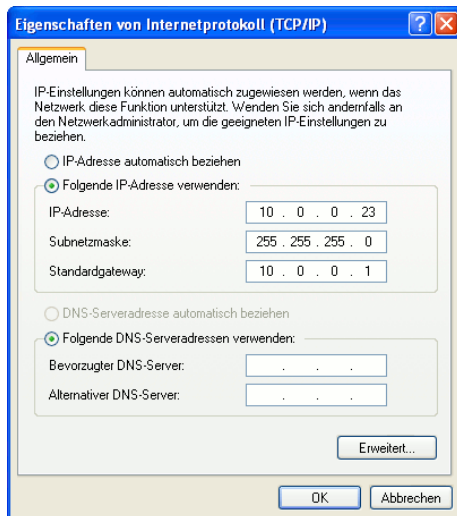 Eigenschaften von Internetprotokoll (TCP/IP)
Allgemein
IP-Einstellungen können automatisch zugewiesen werden, wenn das
Netzwerk diese Funktion unterstützt. Wenden Sie sich andernfalls an
den Netzwerkadministrator, um die geeigneten IP-Einstellungen zu
beziehen.
IP-Adresse automatisch beziehen
Folgende IP-Adresse verwenden:
IP-Adresse: 10 . 0 . 0 . 23
Subnetzmaske: 255 . 255 . 255 . 0
Standardgateway: 10 . 0 . 0 . 1
DNS-Serveradresse automatisch beziehen
Folgende DNS-Serveradressen verwenden:
Bevorzugter DNS-Server: . . .
Alternativer DNS-Server: . . .
Erweitert...
OK Abbrechen